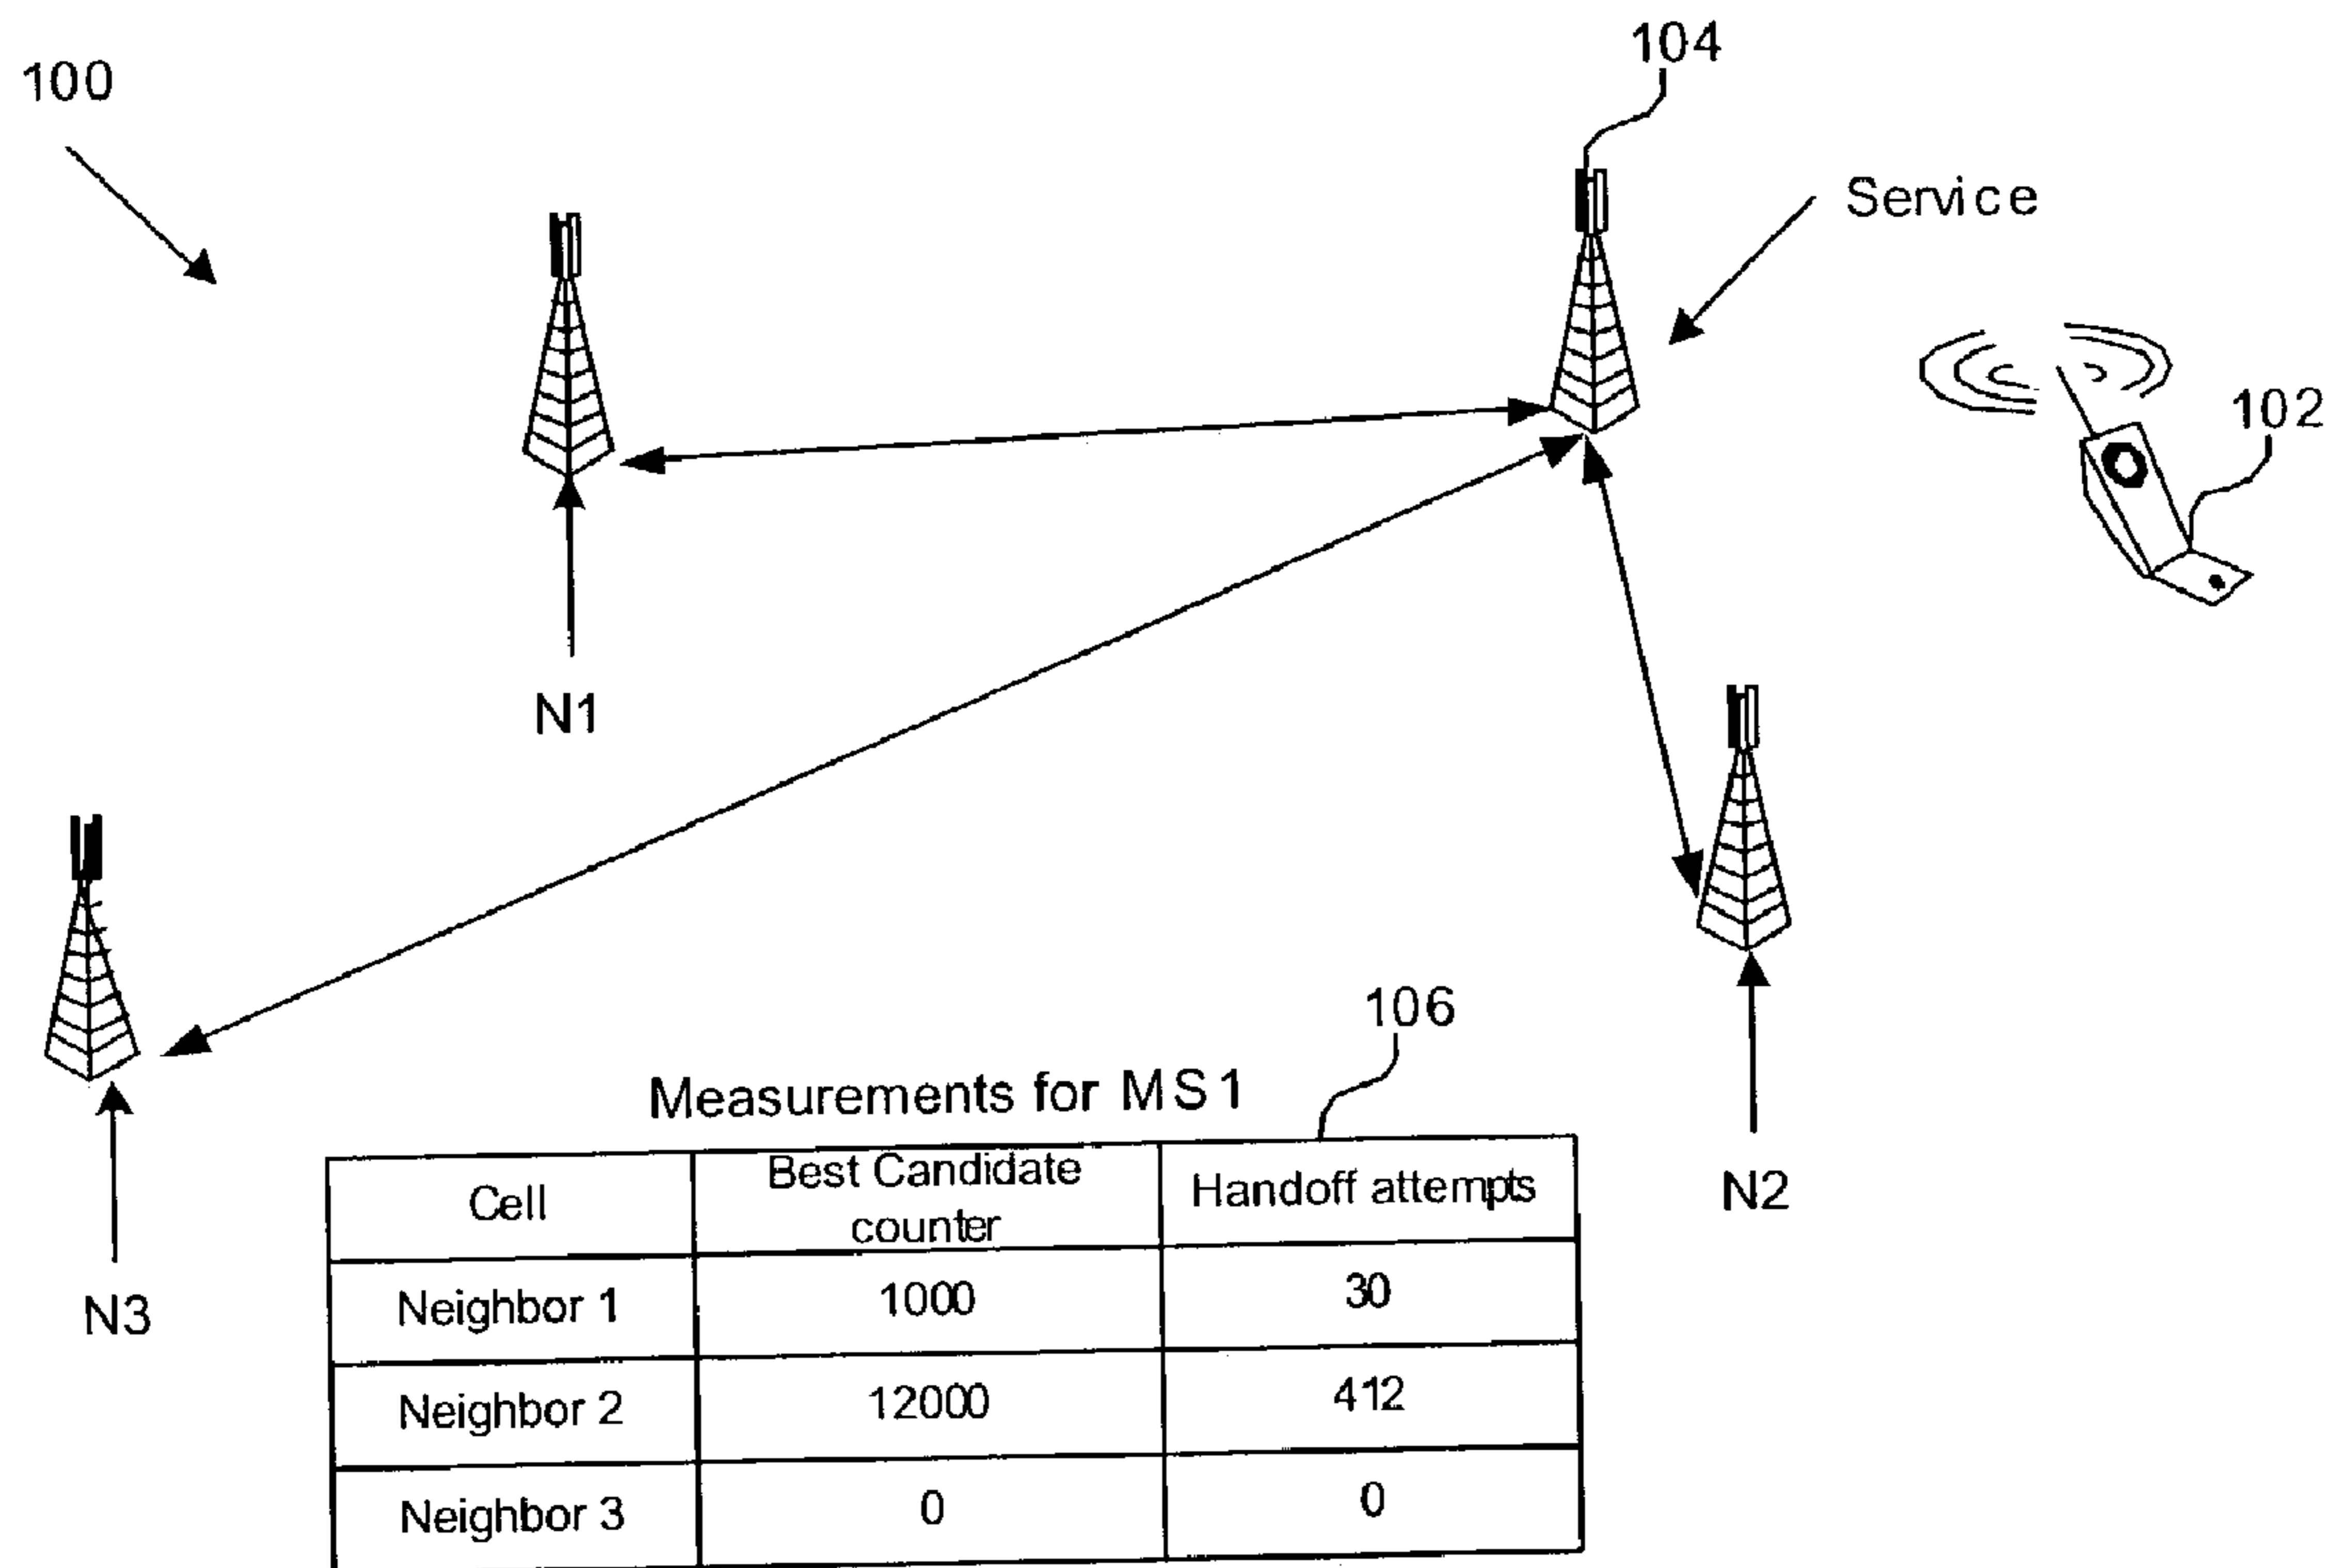 104
100
Service
102
N1
106
Measurements for MS1
N2
N3
Cell
Best Candidate
counter
Handoff attempts
Neighbor 1
1000
30
Neighbor 2
12000
412
Neighbor 3
0
0